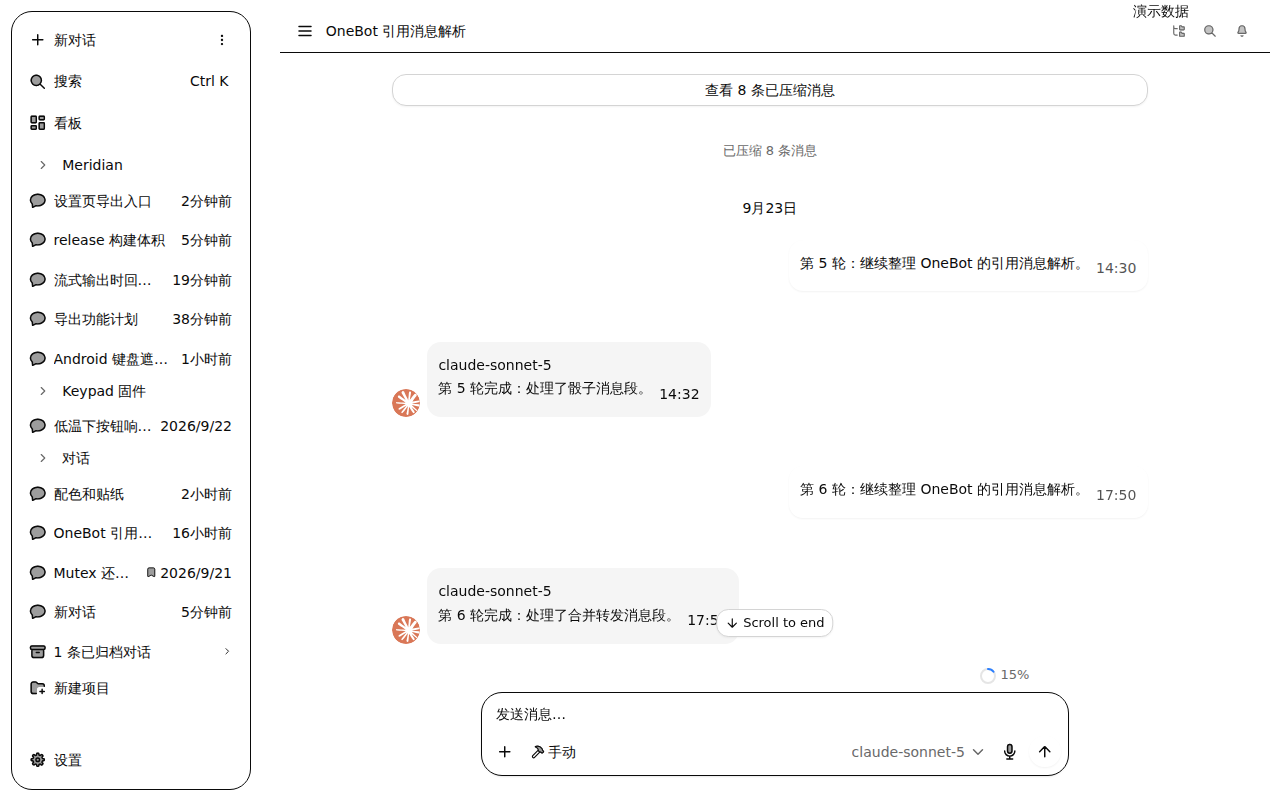 新对话
搜索 Ctrl K
看板
Meridian
设置页导出入口 2分钟前
release 构建体积 5分钟前
流式输出时回… 19分钟前
导出功能计划 38分钟前
Android 键盘遮… 1小时前
Keypad 固件
低温下按钮响… 2026/9/22
对话
配色和贴纸 2小时前
OneBot 引用… 16小时前
Mutex 还… 2026/9/21
新对话 5分钟前
1 条已归档对话
新建项目
设置
演示数据
OneBot 引用消息解析
查看 8 条已压缩消息
已压缩 8 条消息
9月23日
第 5 轮：继续整理 OneBot 的引用消息解析。 14:30
claude-sonnet-5
第 5 轮完成：处理了骰子消息段。 14:32
第 6 轮：继续整理 OneBot 的引用消息解析。 17:50
claude-sonnet-5
第 6 轮完成：处理了合并转发消息段。 17:5
Scroll to end
15%
发送消息…
手动 claude-sonnet-5